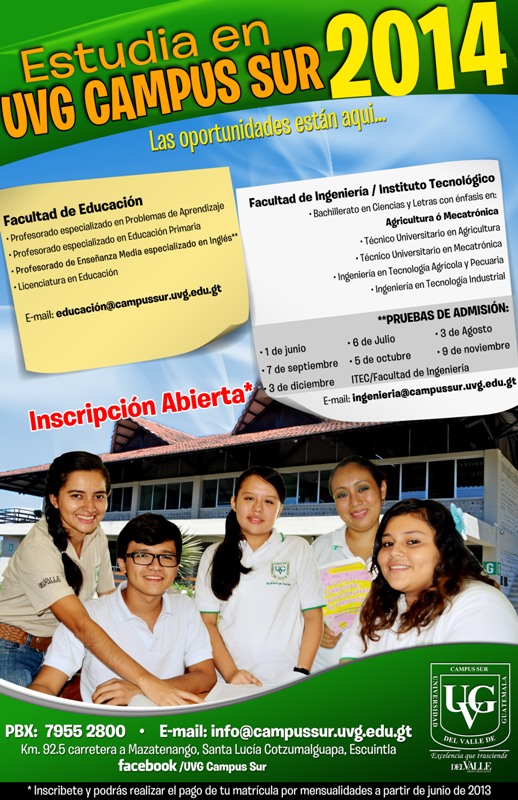 Estudia en
UVG CAMPUS SUR 2014
Las oportunidades están aquí...
Facultad de Educación
• Profesorado especializado en Problemas de Aprendizaje
• Profesorado especializado en Educación Primaria
• Profesorado de Enseñanza Media especializado en Inglés**
• Licenciatura en Educación
E-mail: educación@campussur.uvg.edu.gt
Facultad de Ingeniería / Instituto Tecnológico
• Bachillerato en Ciencias y Letras con énfasis en:
Agricultura ó Mecatrónica
• Técnico Universitario en Agricultura
• Técnico Universitario en Mecatrónica
• Ingeniería en Tecnología Agrícola y Pecuaria
• Ingeniería en Tecnología Industrial
**PRUEBAS DE ADMISIÓN:
• 1 de junio • 6 de Julio • 3 de Agosto
• 7 de septiembre • 5 de octubre • 9 de noviembre
• 3 de diciembre ITEC/Facultad de Ingeniería
E-mail: ingenieria@campussur.uvg.edu.gt
Inscripción Abierta*
DEL VALLE
UVG
G
CAMPUS SUR
UNIVERSIDAD
UVG
DEL VALLE DE
GUATEMALA
Excelencia que trasciende
DEL VALLE
PBX: 7955 2800 • E-mail: info@campussur.uvg.edu.gt
Km. 92.5 carretera a Mazatenango, Santa Lucía Cotzumalguapa, Escuintla
facebook /UVG Campus Sur
* Inscribete y podrás realizar el pago de tu matrícula por mensualidades a partir de junio de 2013